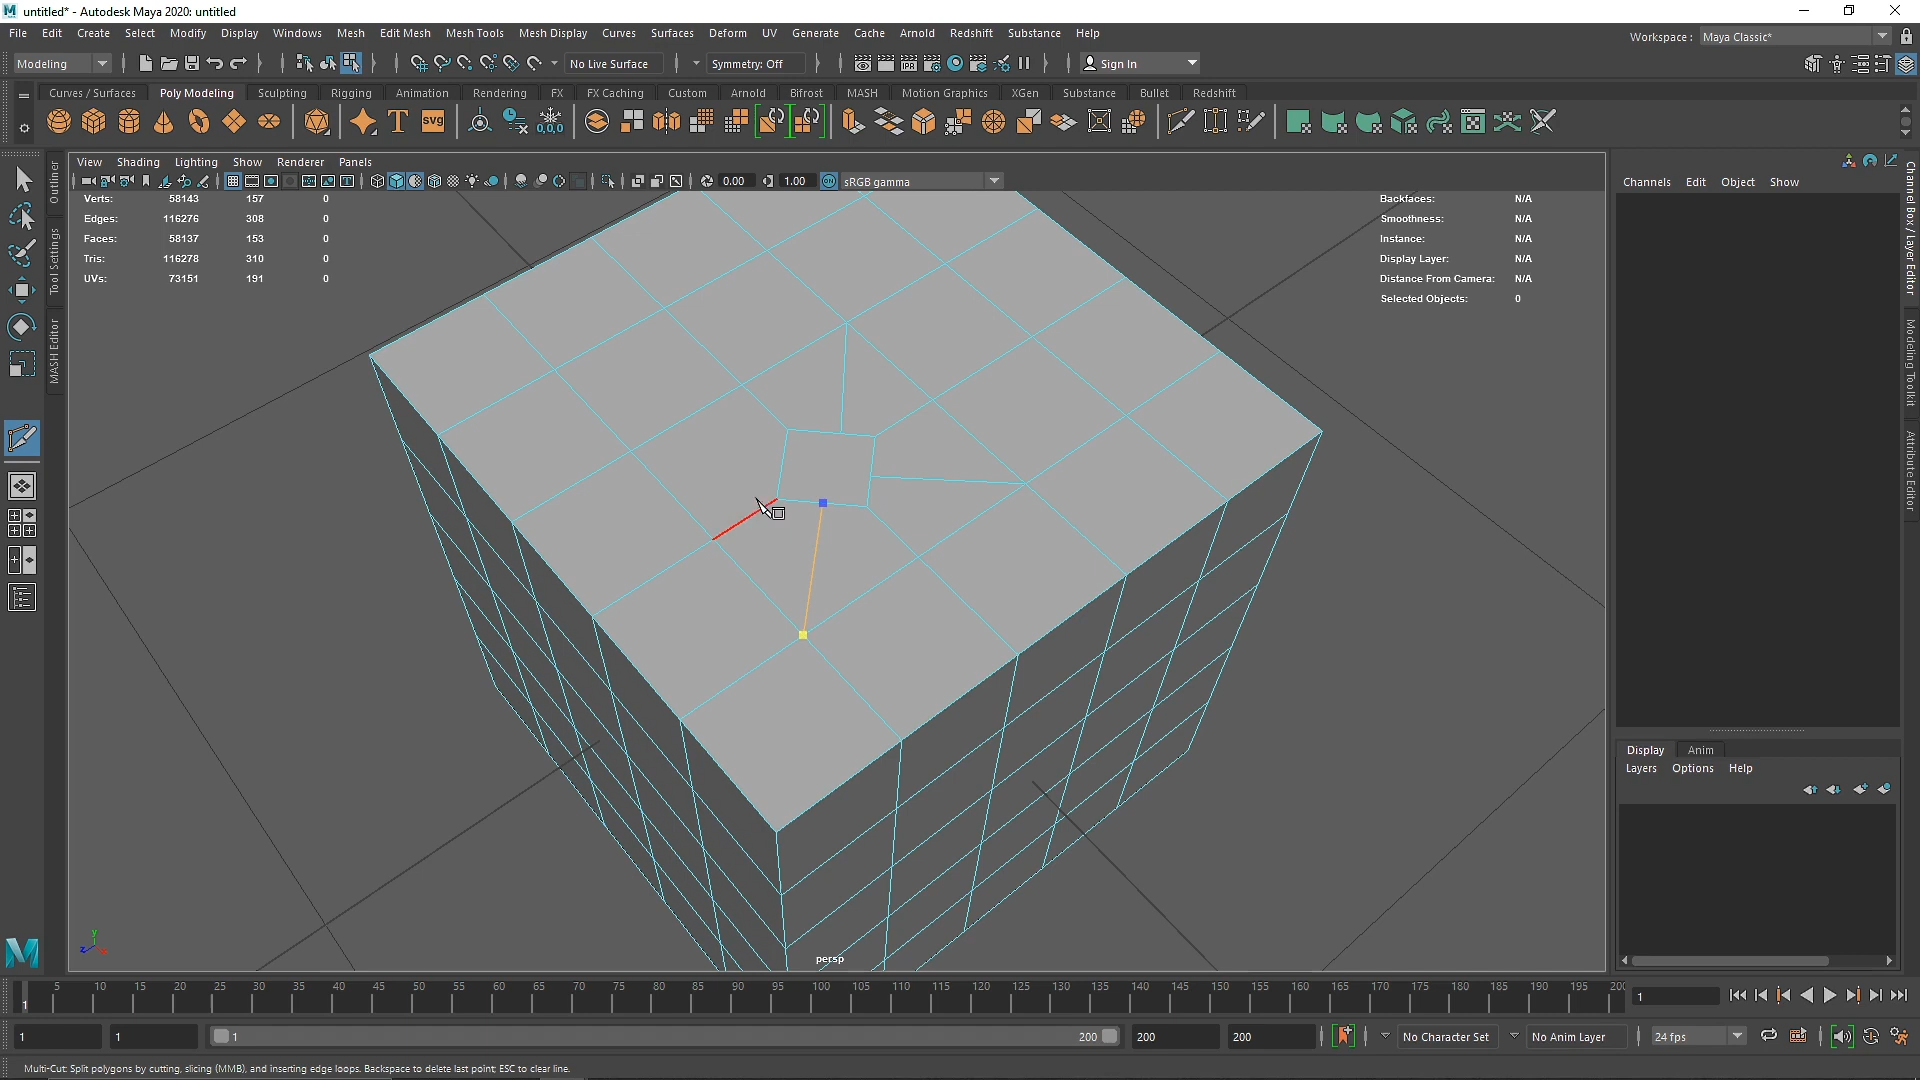 untitled* - Autodesk Maya 2020: untitled
File Edit Create Select Modify Display Windows Mesh Edit Mesh Mesh Tools Mesh Display Curves Surfaces Deform UV Generate Cache Arnold Redshift Substance Help
Workspace : Maya Classic*
Modeling No Live Surface Symmetry: Off IPR Sign In
Curves / Surfaces Poly Modeling Sculpting Rigging Animation Rendering FX FX Caching Custom Arnold Bifrost MASH Motion Graphics XGen Substance Bullet Redshift
T SVG 0,0,0
View Shading Lighting Show Renderer Panels
0.00 1.00 ON sRGB gamma
Channels Edit Object Show
Verts: 58143 157 0
Edges: 116276 308 0
Faces: 58137 153 0
Tris: 116278 310 0
UVs: 73151 191 0
Backfaces: N/A
Smoothness: N/A
Instance: N/A
Display Layer: N/A
Distance From Camera: N/A
Selected Objects: 0
Outliner
Tool Settings
MASH Editor
Channel Box / Layer Editor
Modeling Toolkit
Attribute Editor
Display Anim
Layers Options Help
y
z
persp
M
5 10 15 20 25 30 35 40 45 50 55 60 65 70 75 80 85 90 95 100 105 110 115 120 125 130 135 140 145 150 155 160 165 170 175 180 185 190 195 200
1
1
1 1 1 200 200 200 No Character Set No Anim Layer 24 fps
Multi-Cut: Split polygons by cutting, slicing (MMB), and inserting edge loops. Backspace to delete last point; ESC to clear line.